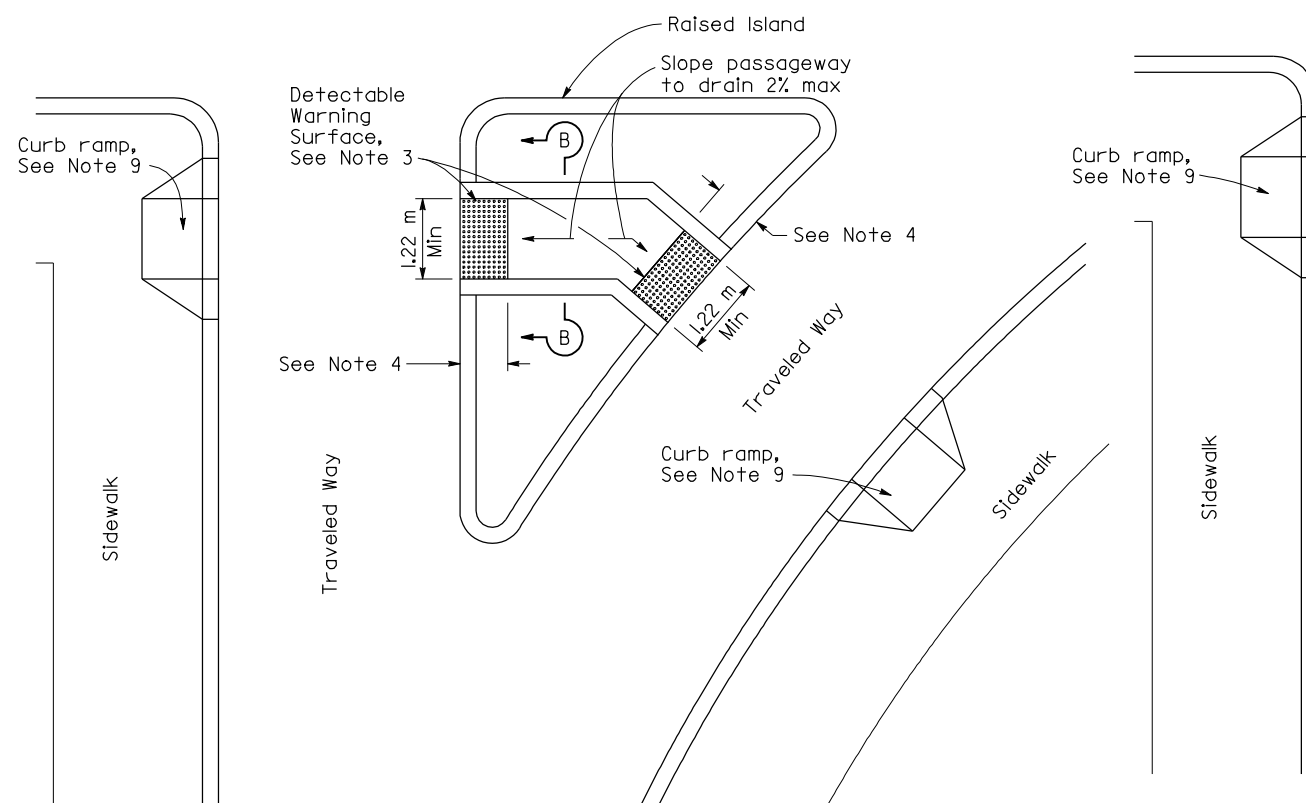 Raised Island
Slope passageway
to drain 2% max
Detectable
Warning
Surface,
See Note 3
Curb ramp,
See Note 9
B
1.22 m
Min
See Note 4
B
See Note 4
1.22 m
Min
Traveled Way
Curb ramp,
See Note 9
Curb ramp,
See Note 9
Sidewalk
Traveled Way
Sidewalk
Sidewalk